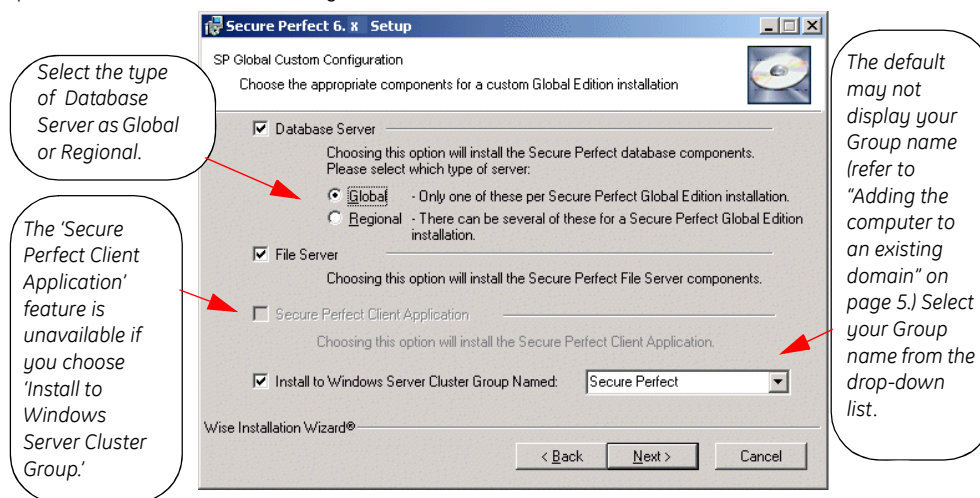 Secure Perfect 6. x Setup
SP Global Custom Configuration
Choose the appropriate components for a custom Global Edition installation
Select the type
of Database
Server as Global
or Regional.
The 'Secure
Perfect Client
Application'
feature is
unavailable if
you choose
'Install to
Windows
Server Cluster
Group.'
Database Server
Choosing this option will install the Secure Perfect database components.
Please select which type of server:
Global - Only one of these per Secure Perfect Global Edition installation.
Regional - There can be several of these for a Secure Perfect Global Edition
installation.
File Server
Choosing this option will install the Secure Perfect File Server components.
Secure Perfect Client Application
Choosing this option will install the Secure Perfect Client Application.
Install to Windows Server Cluster Group Named: Secure Perfect
Wise Installation Wizard®
< Back Next > Cancel
The default
may not
display your
Group name
(refer to
"Adding the
computer to
an existing
domain" on
page 5.) Select
your Group
name from the
drop-down
list.